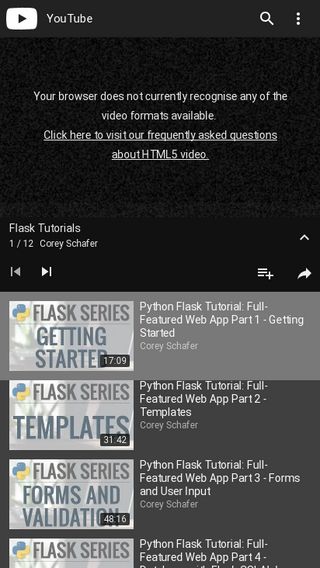 YouTube
Your browser does not currently recognise any of the
video formats available.
Click here to visit our frequently asked questions
about HTML5 video.
Flask Tutorials
1 / 12 Corey Schafer
FLASK SERIES
GETTING
STARTED
17:09
Python Flask Tutorial: Full-
Featured Web App Part 1 - Getting
Started
Corey Schafer
FLASK SERIES
TEMPLATES
31:42
Python Flask Tutorial: Full-
Featured Web App Part 2 -
Templates
Corey Schafer
FLASK SERIES
FORMS AND
VALIDATION
48:16
Python Flask Tutorial: Full-
Featured Web App Part 3 - Forms
and User Input
Corey Schafer
FLASK SERIES
Python Flask Tutorial: Full-
Featured Web App Part 4 -